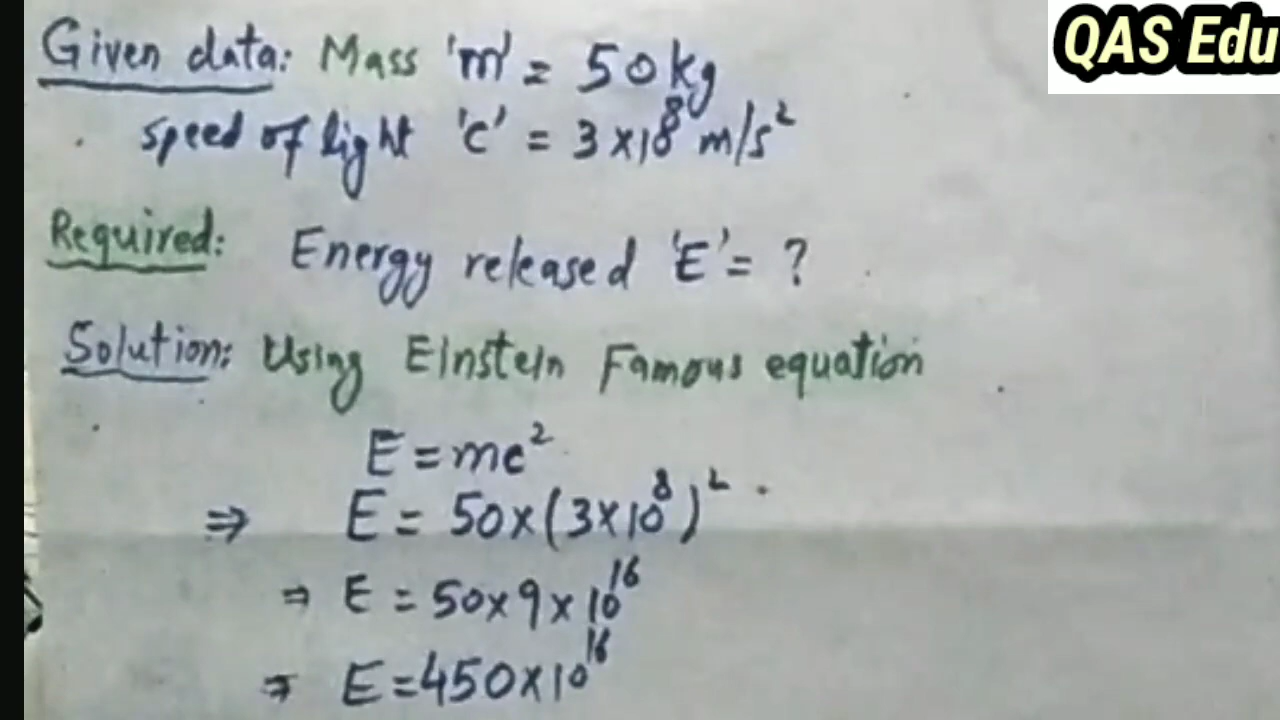 QAS Edu
Given data: Mass 'm' = 50kg
speed of light 'c' = 3×10⁸ m/s²
Required: Energy released 'E' = ?
Solution: Using Einstein Famous equation
E = mc²
⇒ E = 50×(3×10⁸)²
⇒ E = 50×9×10¹⁶
⇒ E = 450×10¹⁶